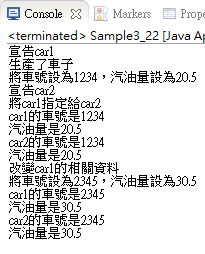 Console Markers Prope
<terminated> Sample3_22 [Java Ap
宣告car1
生產了車子
將車號設為1234，汽油量設為20.5
宣告car2
將car1指定給car2
car1的車號是1234
汽油量是20.5
car2的車號是1234
汽油量是20.5
改變car1的相關資料
將車號設為2345，汽油量設為30.5
car1的車號是2345
汽油量是30.5
car2的車號是2345
汽油量是30.5